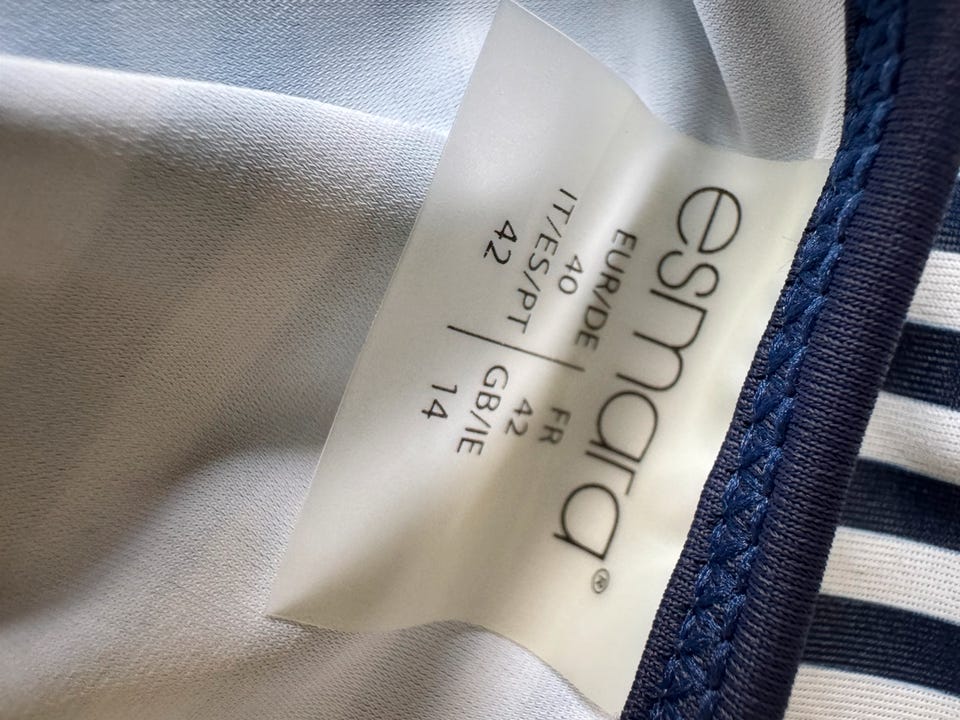 esmara®
EUR/DE | FR
40 | 42
IT/ES/PT | GB/IE
42 | 14